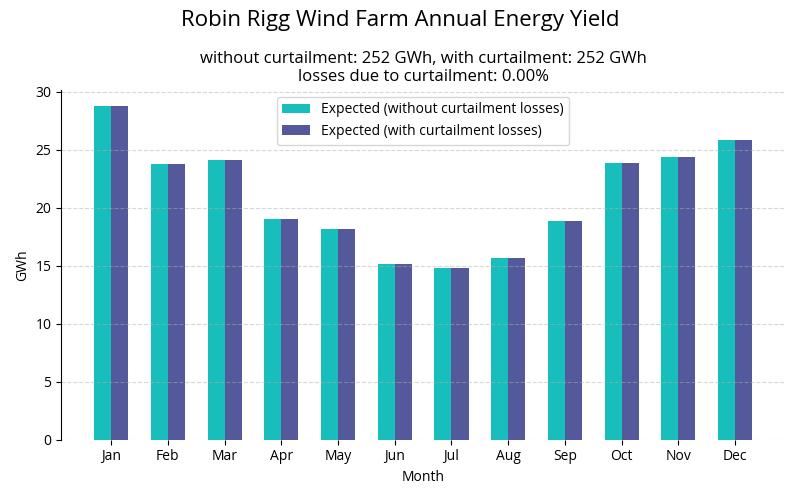 Robin Rigg Wind Farm Annual Energy Yield
without curtailment: 252 GWh, with curtailment: 252 GWh
losses due to curtailment: 0.00%
Expected (without curtailment losses)
Expected (with curtailment losses)
GWh
30
25
20
15
10
5
0
Jan Feb Mar Apr May Jun Jul Aug Sep Oct Nov Dec
Month